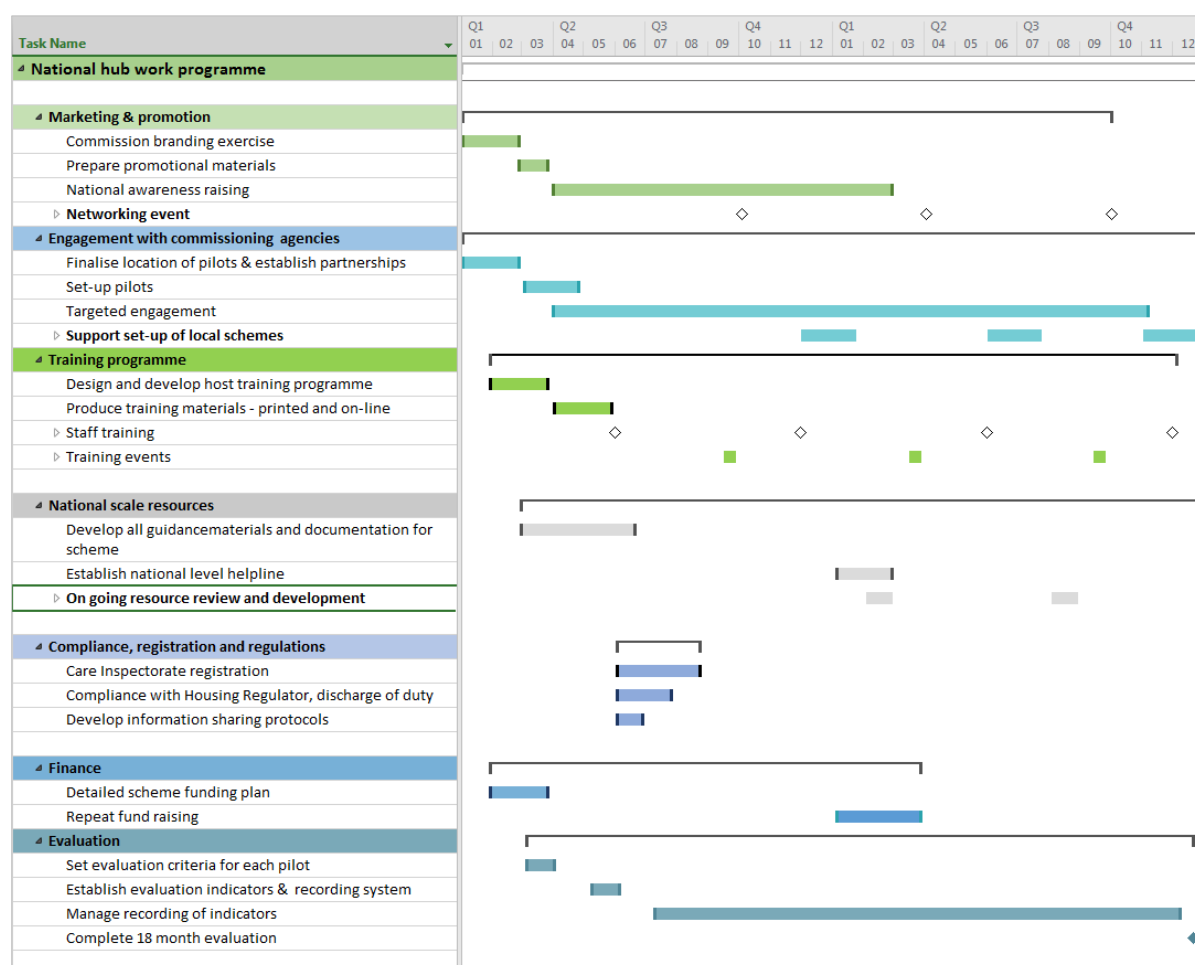 Q1 Q2 Q3 Q4 Q1 Q2 Q3 Q4
Task Name 01 02 03 04 05 06 07 08 09 10 11 12 01 02 03 04 05 06 07 08 09 10 11 12
National hub work programme
Marketing & promotion
Commission branding exercise
Prepare promotional materials
National awareness raising
Networking event
Engagement with commissioning agencies
Finalise location of pilots & establish partnerships
Set-up pilots
Targeted engagement
Support set-up of local schemes
Training programme
Design and develop host training programme
Produce training materials - printed and on-line
Staff training
Training events
National scale resources
Develop all guidancematerials and documentation for
scheme
Establish national level helpline
On going resource review and development
Compliance, registration and regulations
Care Inspectorate registration
Compliance with Housing Regulator, discharge of duty
Develop information sharing protocols
Finance
Detailed scheme funding plan
Repeat fund raising
Evaluation
Set evaluation criteria for each pilot
Establish evaluation indicators & recording system
Manage recording of indicators
Complete 18 month evaluation